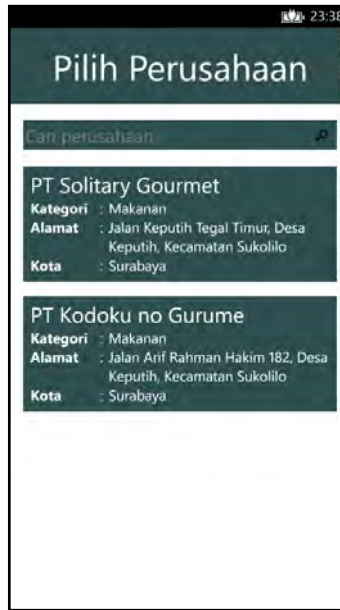 23:38
Pilih Perusahaan
Cari perusahaan
PT Solitary Gourmet
Kategori : Makanan
Alamat : Jalan Keputih Tegal Timur, Desa
Keputih, Kecamatan Sukolilo
Kota : Surabaya
PT Kodoku no Gurume
Kategori : Makanan
Alamat : Jalan Arif Rahman Hakim 182, Desa
Keputih, Kecamatan Sukolilo
Kota : Surabaya